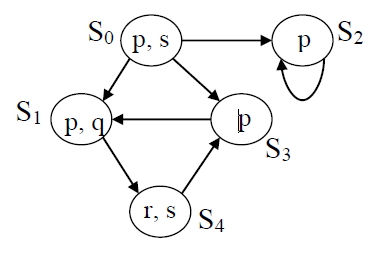 S0 p, s p S2
S1 p, q p S3
r, s S4